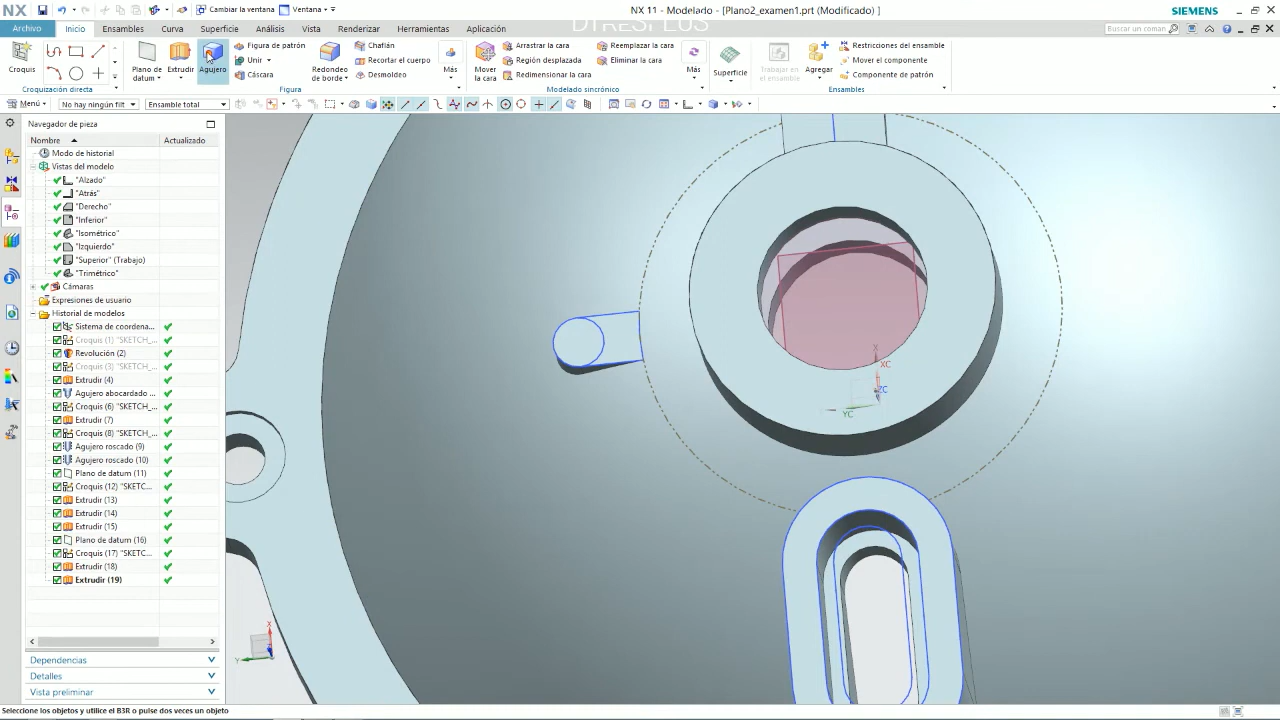 NX
Cambiar la ventana
Ventana
NX 11 - Modelado - [Plano2_examen1.prt (Modificado) ]
SIEMENS
DTRESPLUS
Archivo
Inicio
Ensambles
Curva
Superficie
Análisis
Vista
Renderizar
Herramientas
Aplicación
Buscar un coman
Croquis
Croquización directa
Plano de datum
Extrudir
Agujero
Figura de patrón
Unir
Cáscara
Redondeo de borde
Chaflán
Recortar el cuerpo
Desmoldeo
Más
Figura
Mover la cara
Arrastrar la cara
Región desplazada
Redimensionar la cara
Reemplazar la cara
Eliminar la cara
Más
Modelado sincrónico
Superficie
Trabajar en el ensamble
Agregar
Restricciones del ensamble
Mover el componente
Componente de patrón
Ensambles
Menú
No hay ningún filt
Ensamble total
Navegador de pieza
Nombre
Actualizado
Modo de historial
Vistas del modelo
"Alzado"
"Atrás"
"Derecho"
"Inferior"
"Isométrico"
"Izquierdo"
"Superior" (Trabajo)
"Trimétrico"
Cámaras
Expresiones de usuario
Historial de modelos
Sistema de coordena...
Croquis (1) "SKETCH_...
Revolución (2)
Croquis (3) "SKETCH_...
Extrudir (4)
Agujero abocardado ...
Croquis (6) "SKETCH_...
Extrudir (7)
Croquis (8) "SKETCH_...
Agujero roscado (9)
Agujero roscado (10)
Plano de datum (11)
Croquis (12) "SKETC...
Extrudir (13)
Extrudir (14)
Extrudir (15)
Plano de datum (16)
Croquis (17) "SKETC...
Extrudir (18)
Extrudir (19)
X
XC
ZC
YC
X
Y
Dependencias
Detalles
Vista preliminar
Seleccione los objetos y utilice el B3R o pulse dos veces un objeto